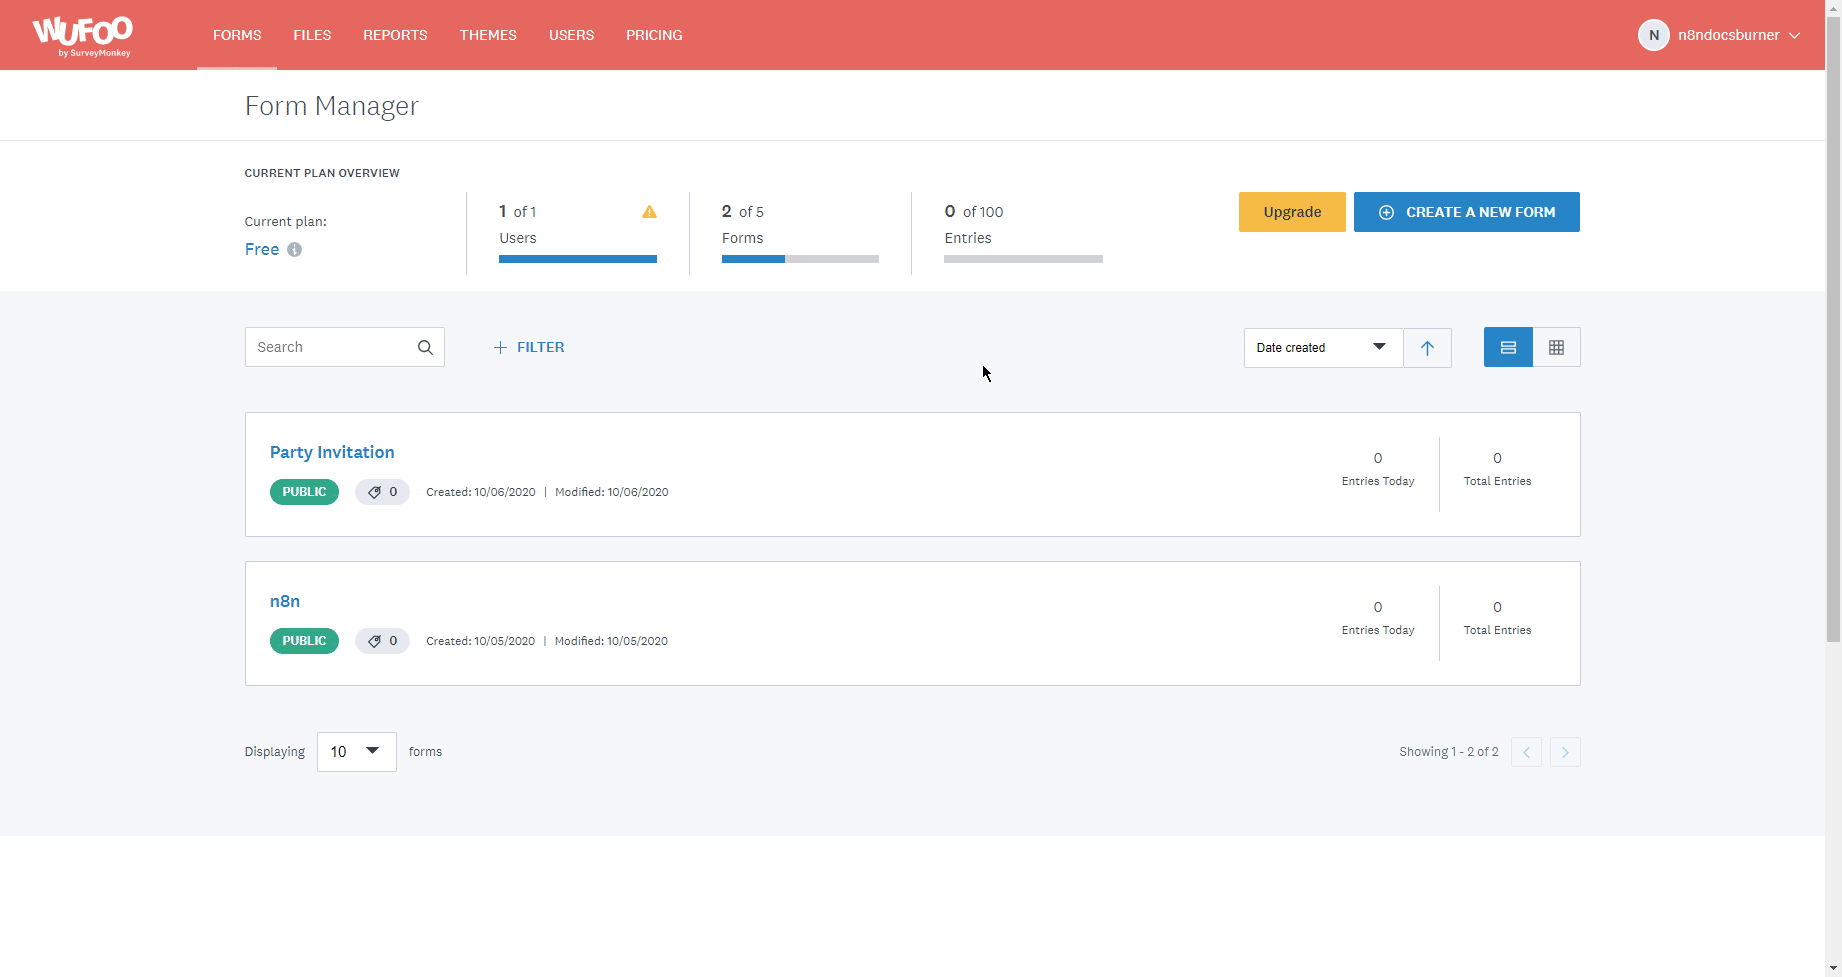 WUFOO
by SurveyMonkey
FORMS FILES REPORTS THEMES USERS PRICING
N n8ndocsburner
Form Manager
CURRENT PLAN OVERVIEW
Current plan:
Free
1 of 1
Users
2 of 5
Forms
0 of 100
Entries
Upgrade
CREATE A NEW FORM
Search
FILTER
Date created
Party Invitation
PUBLIC 0 Created: 10/06/2020 | Modified: 10/06/2020
0
Entries Today
0
Total Entries
n8n
PUBLIC 0 Created: 10/05/2020 | Modified: 10/05/2020
0
Entries Today
0
Total Entries
Displaying 10 forms
Showing 1 - 2 of 2